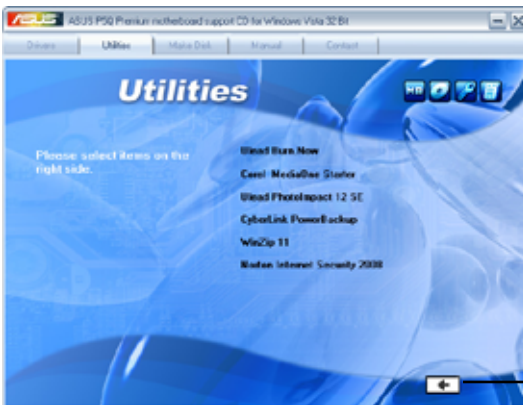 ASUS P5Q Premium motherboard support CD for Windows Vista 32 Bit
Drivers
Utilities
Make Disk
Manual
Contact
Utilities
Please select items on the
right side.
Ulead Burn Now
Corel MediaOne Starter
Ulead PhotoImpact 12 SE
CyberLink PowerBackup
WinZip 11
Norton Internet Security 2008